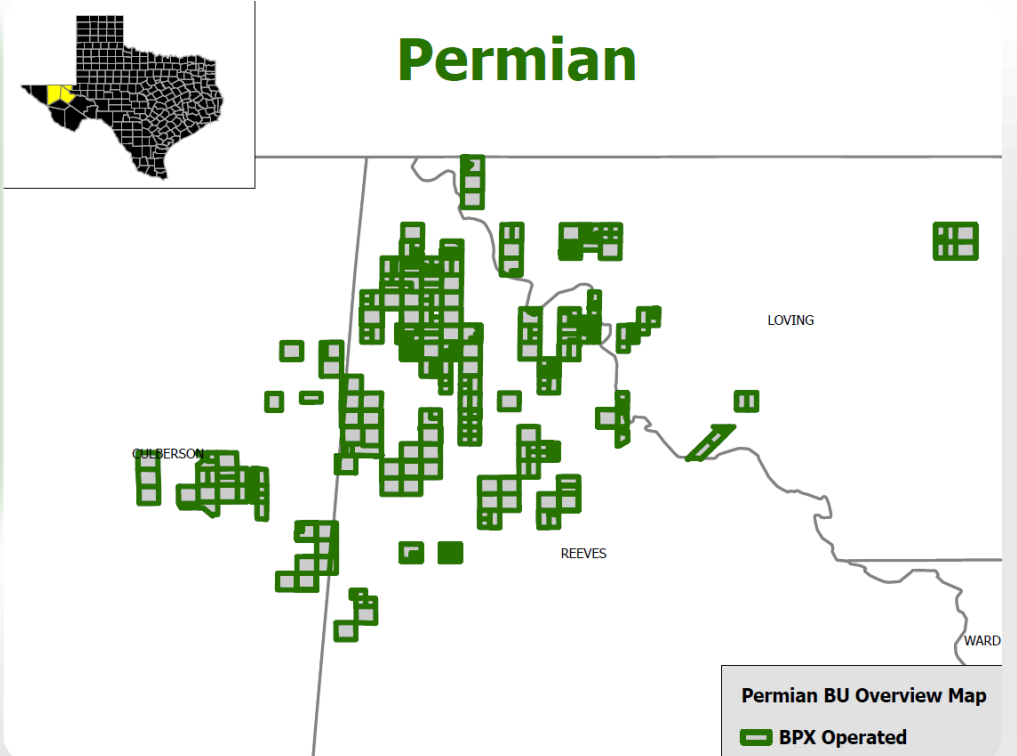 Permian
LOVING
CULBERSON
REEVES
WARD
Permian BU Overview Map
BPX Operated